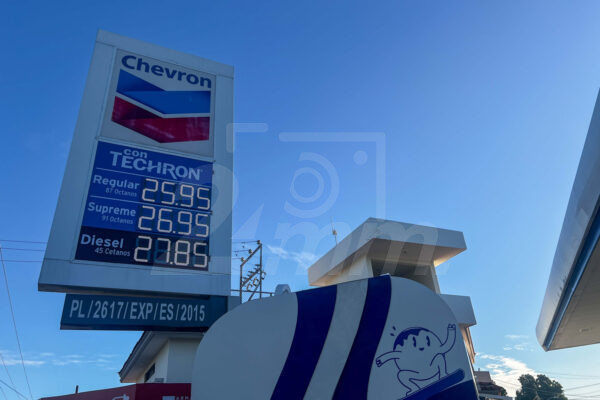 Chevron
con
TECHRON
Regular 25.95
87 Octanos
Supreme 26.95
91 Octanos
Diesel 27.85
45 Cetanos
PL/2617/EXP/ES/2015
24mm